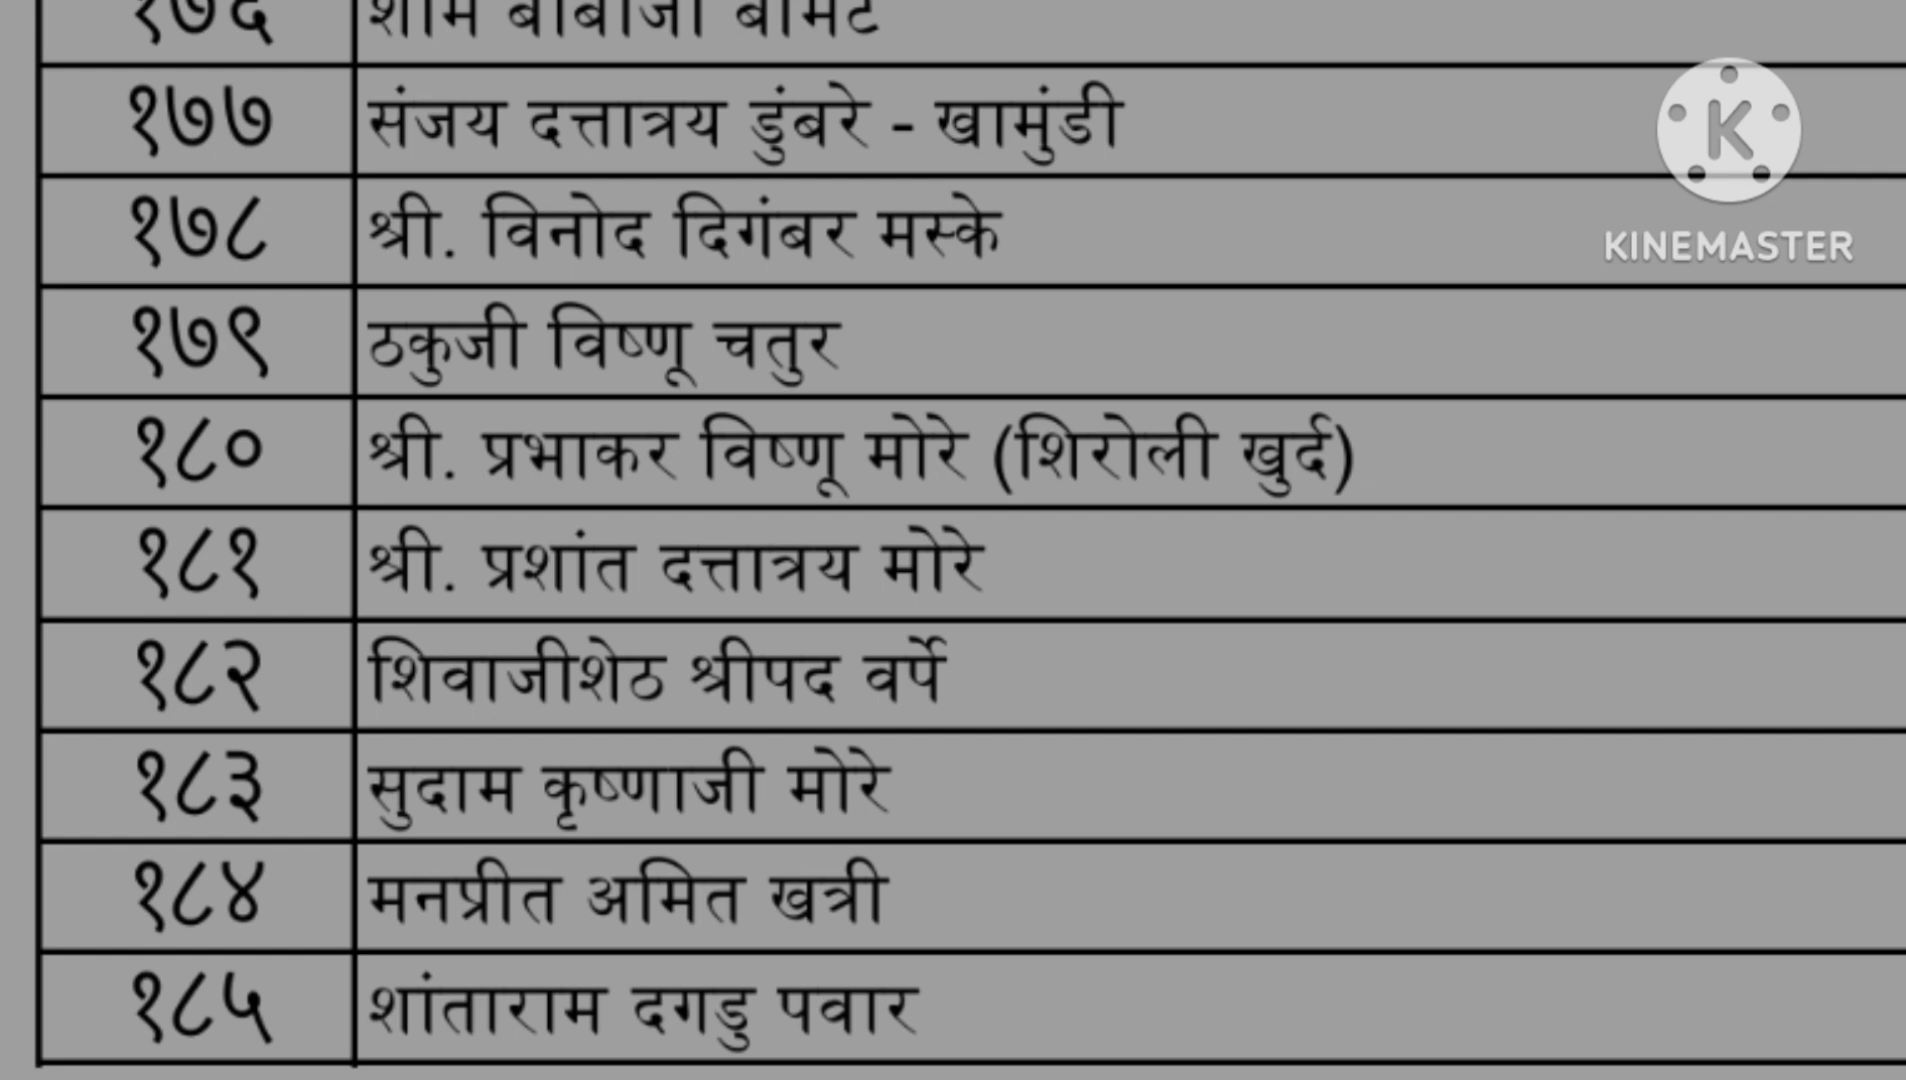 १७६ शाम बाबाजी
१७७ संजय दत्तात्रय डुंबरे - खामुंडी
१७८ श्री. विनोद दिगंबर मस्के
१७९ ठकुजी विष्णू चतुर
१८० श्री. प्रभाकर विष्णू मोरे (शिरोली खुर्द)
१८१ श्री. प्रशांत दत्तात्रय मोरे
१८२ शिवाजीशेठ श्रीपद वर्पे
१८३ सुदाम कृष्णाजी मोरे
१८४ मनप्रीत अमित खत्री
१८५ शांताराम दगडु पवार
K
KINEMASTER